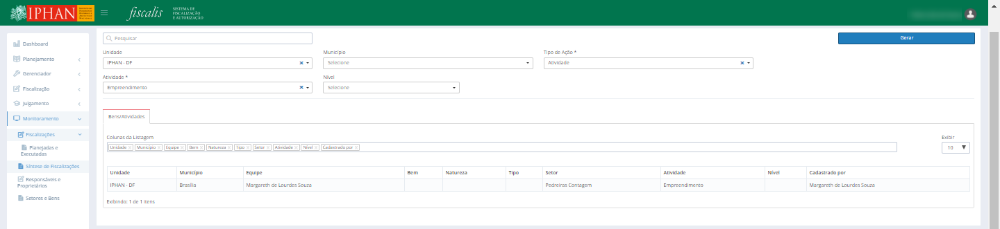 IPHAN
fiscalis
SISTEMA DE
FISCALIZAÇÃO
E AUTORIZAÇÃO
Dashboard
Planejamento
Gerenciador
Fiscalização
Julgamento
Monitoramento
Fiscalizações
Planejadas e
Executadas
Síntese de Fiscalizações
Responsáveis e
Proprietários
Setores e Bens
Pesquisar
Gerar
Unidade Município Tipo de Ação *
IPHAN - DF Selecione Atividade
Atividade * Nível
Empreendimento Selecione
Bens/Atividades
Colunas da Listagem Exibir
Unidade Município Equipe Bem Natureza Tipo Setor Atividade Nível Cadastrado por 10
Unidade Município Equipe Bem Natureza Tipo Setor Atividade Nível Cadastrado por
IPHAN - DF Brasília Margareth de Lourdes Souza Pedreiras Contagem Empreendimento Margareth de Lourdes Souza
Exibindo: 1 de 1 itens